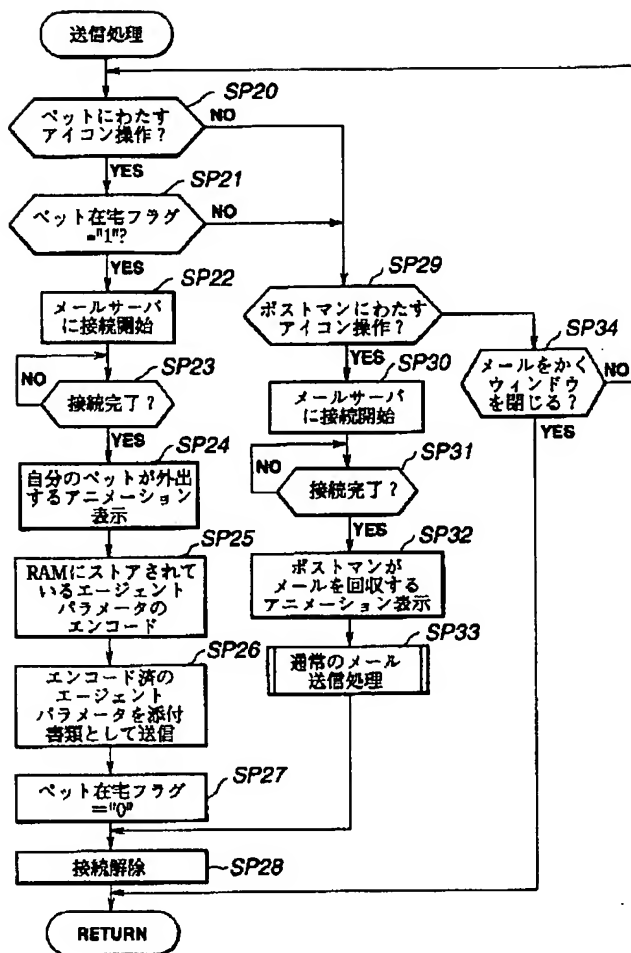 送信処理
SP20
ペットにわたす
アイコン操作？
NO
YES
SP21
ペット在宅フラグ
="1"?
NO
YES
SP22
メールサーバ
に接続開始
SP23
NO
接続完了？
YES
SP24
自分のペットが外出
するアニメーション
表示
SP25
RAMにストアされて
いるエージェント
パラメータの
エンコード
SP26
エンコード済の
エージェント
パラメータを添付
書類として送信
SP27
ペット在宅フラグ
="0"
接続解除
SP28
RETURN
SP29
ポストマンにわたす
アイコン操作？
YES
SP30
メールサーバ
に接続開始
SP31
NO
接続完了？
YES
SP32
ポストマンが
メールを回収する
アニメーション表示
SP33
通常のメール
送信処理
SP34
メールをかく
ウィンドウ
を閉じる？
NO
YES